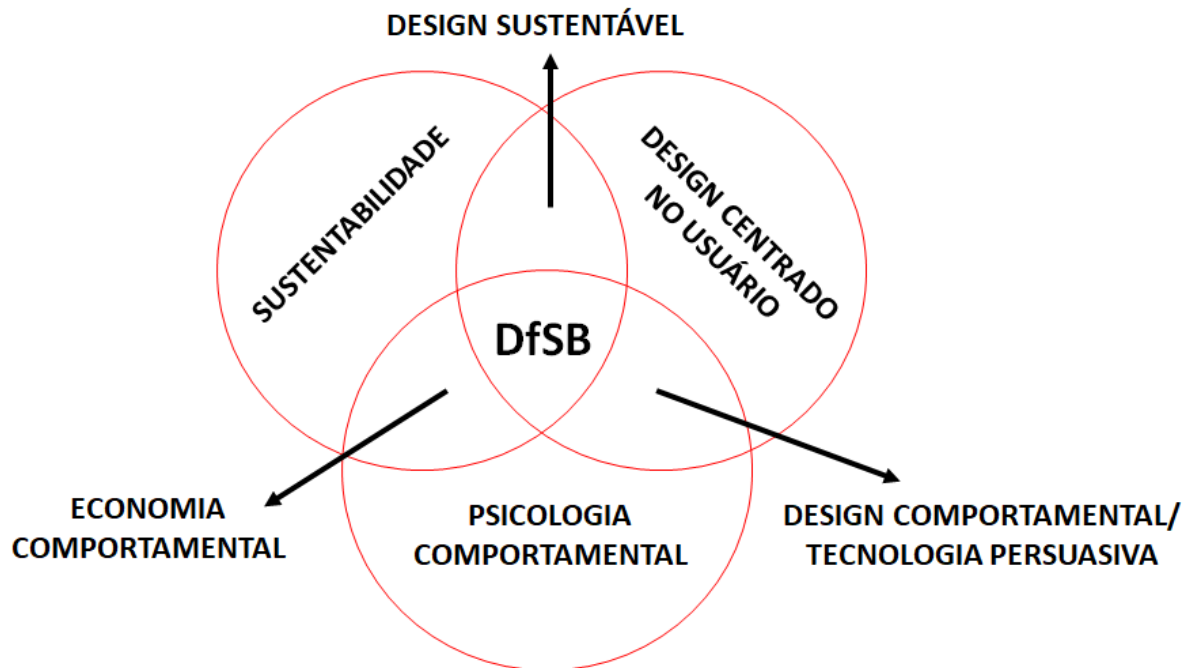 DESIGN SUSTENTÁVEL
SUSTENTABILIDADE
DESIGN CENTRADO
NO USUÁRIO
DfSB
ECONOMIA
COMPORTAMENTAL
PSICOLOGIA
COMPORTAMENTAL
DESIGN COMPORTAMENTAL/
TECNOLOGIA PERSUASIVA